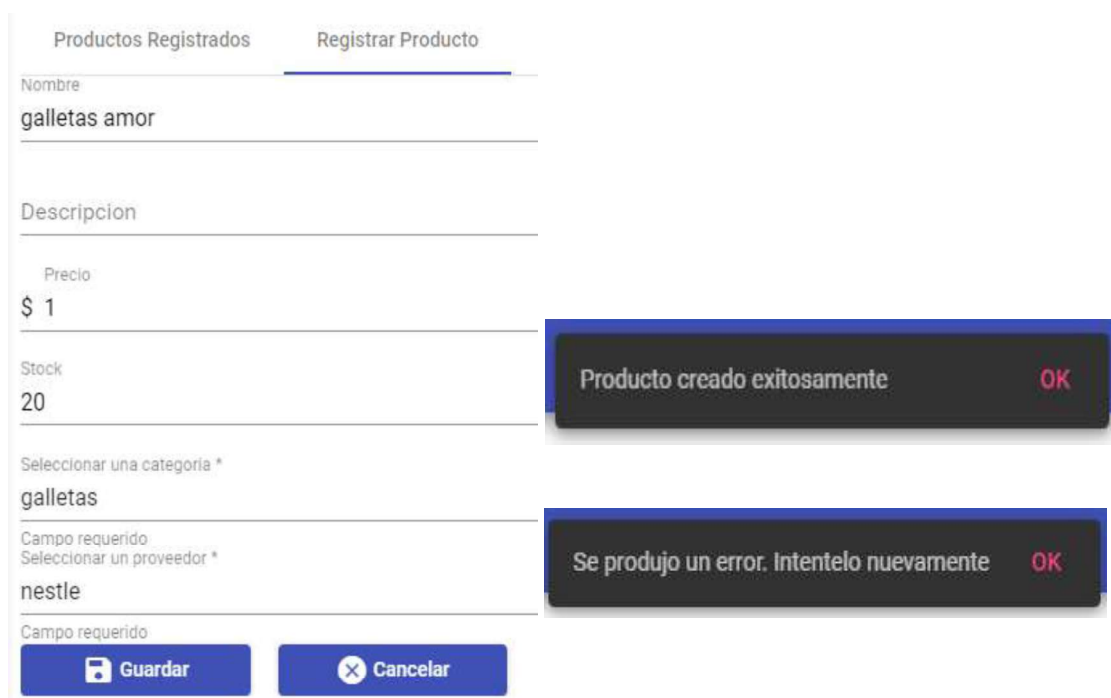 Productos Registrados Registrar Producto
Nombre
galletas amor
Descripcion
Precio
$ 1
Stock
20
Seleccionar una categoria *
galletas
Campo requerido
Seleccionar un proveedor *
nestle
Campo requerido
Guardar Cancelar
Producto creado exitosamente OK
Se produjo un error. Intentelo nuevamente OK